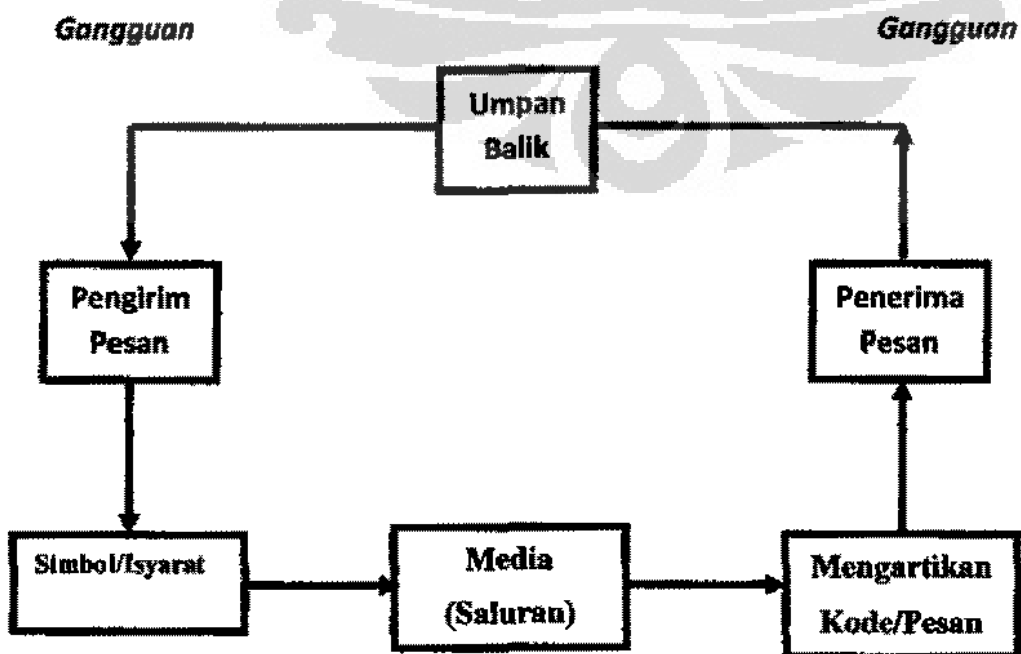 Gangguan Gangguan
Umpan
Balik
Pengirim
Pesan
Penerima
Pesan
Simbol/Isyarat
Media
(Saluran)
Mengartikan
Kode/Pesan